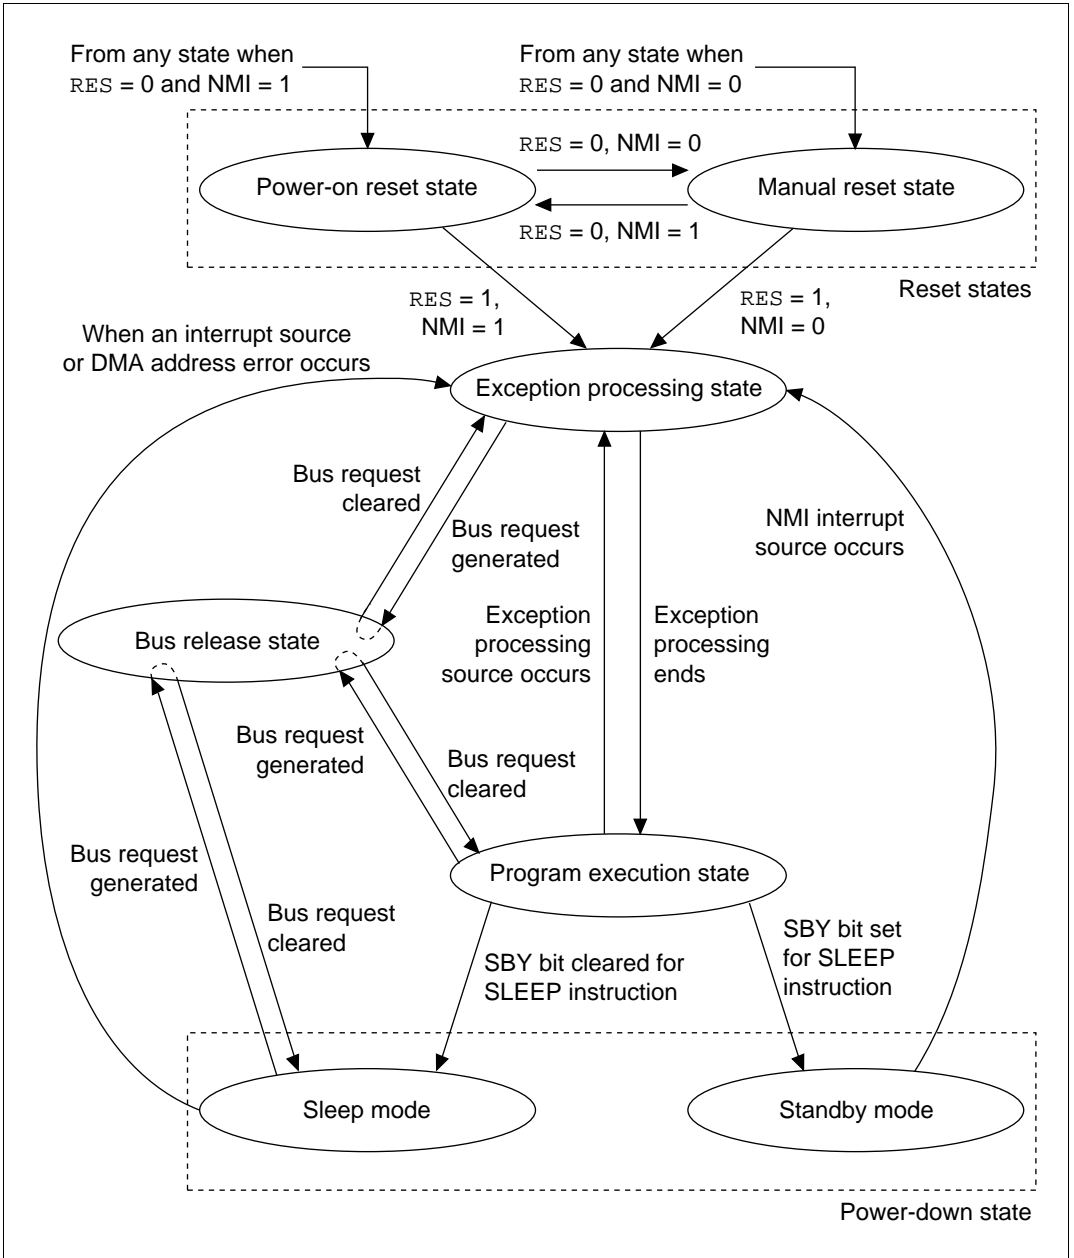 From any state when
RES = 0 and NMI = 1
From any state when
RES = 0 and NMI = 0
RES = 0, NMI = 0
Power-on reset state
Manual reset state
RES = 0, NMI = 1
Reset states
RES = 1,
NMI = 1
RES = 1,
NMI = 0
When an interrupt source
or DMA address error occurs
Exception processing state
Bus request
cleared
Bus request
generated
NMI interrupt
source occurs
Exception
processing
source occurs
Exception
processing
ends
Bus release state
Bus request
generated
Bus request
cleared
Bus request
generated
Bus request
cleared
Program execution state
SBY bit cleared for
SLEEP instruction
SBY bit set
for SLEEP
instruction
Sleep mode
Standby mode
Power-down state